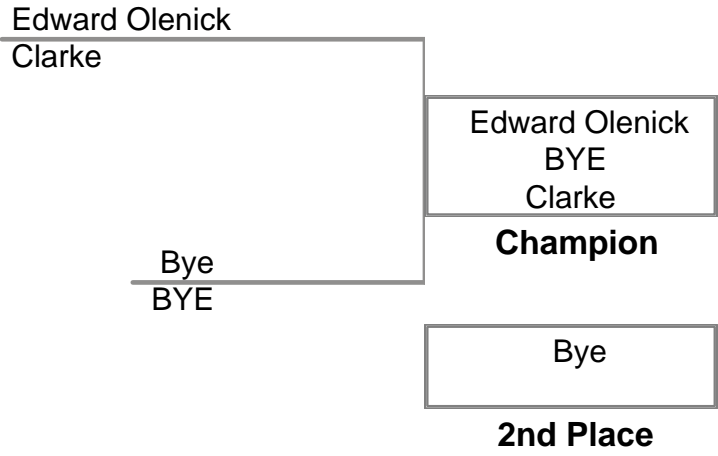 Edward Olenick
Clarke
Edward Olenick
BYE
Clarke
Champion
Bye
BYE
Bye
2nd Place